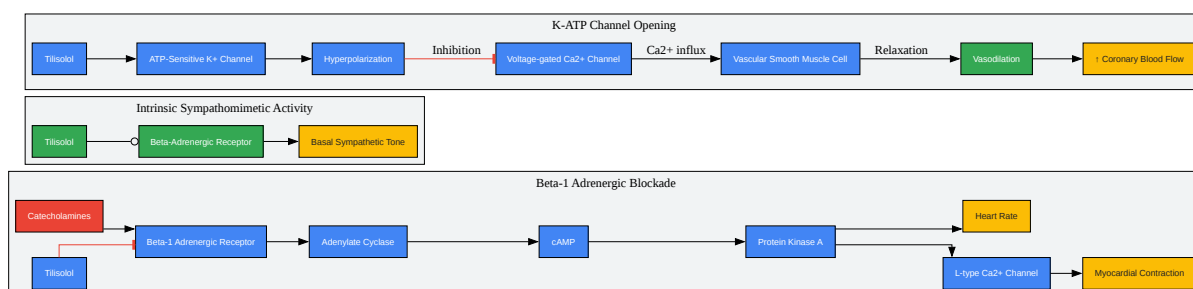 K-ATP Channel Opening
Tilisolol
ATP-Sensitive K+ Channel
Hyperpolarization
Inhibition
Voltage-gated Ca2+ Channel
Ca2+ influx
Vascular Smooth Muscle Cell
Relaxation
Vasodilation
↑ Coronary Blood Flow
Intrinsic Sympathomimetic Activity
Tilisolol
Beta-Adrenergic Receptor
Basal Sympathetic Tone
Beta-1 Adrenergic Blockade
Catecholamines
Tilisolol
Beta-1 Adrenergic Receptor
Adenylate Cyclase
cAMP
Protein Kinase A
Heart Rate
L-type Ca2+ Channel
Myocardial Contraction